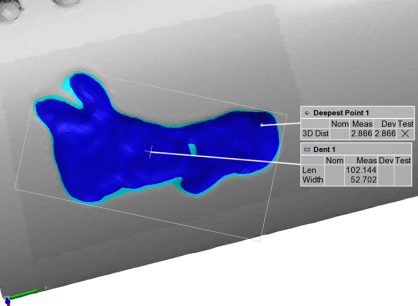 Deepest Point 1
Nom Meas Dev Test
3D Dist 2.866 2.866
Dent 1
Nom Meas Dev Test
Len 102.144
Width 52.702